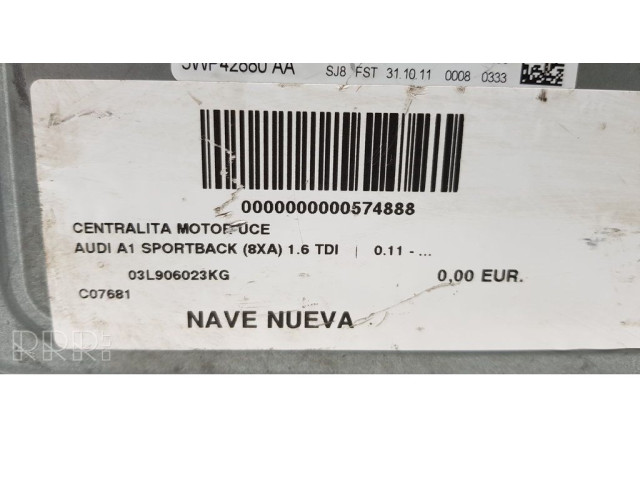 5WP42880 AA SJ8 FST 31.10.11 0008 0333
0000000000574888
CENTRALITA MOTOR UCE
AUDI A1 SPORTBACK (8XA) 1.6 TDI | 0.11 - ...
03L906023KG 0,00 EUR.
C07681
NAVE NUEVA
RRR